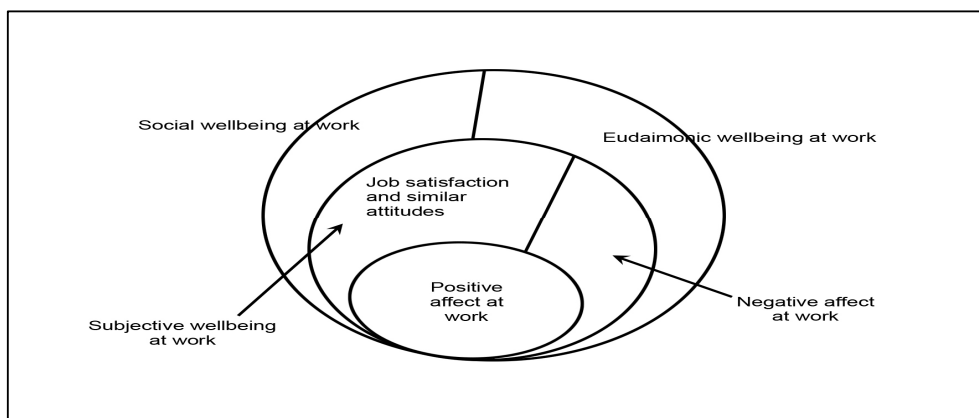 Social wellbeing at work
Eudaimonic wellbeing at work
Job satisfaction
and similar
attitudes
Positive
affect at
work
Negative affect
at work
Subjective wellbeing
at work